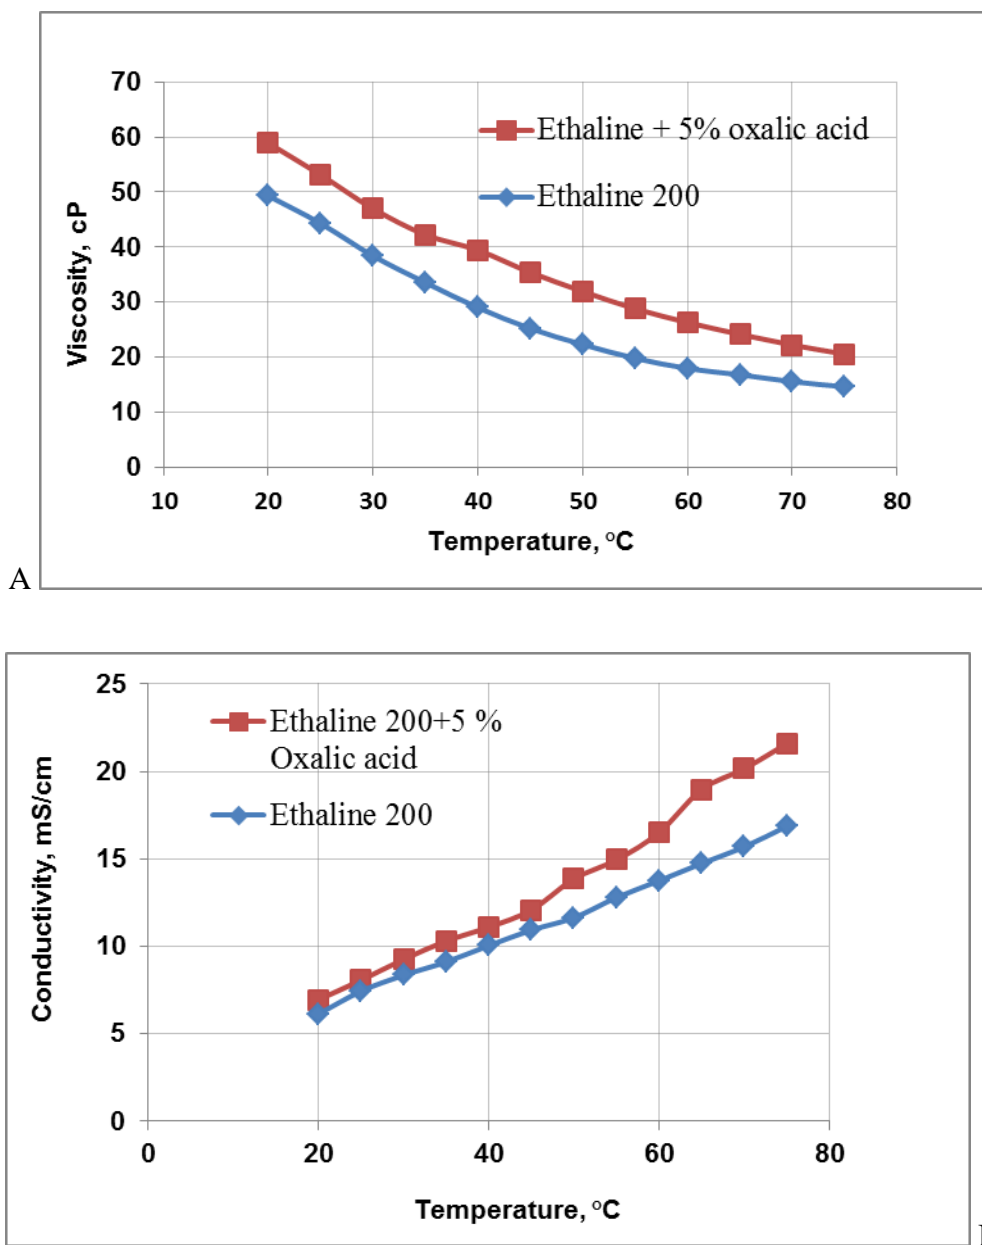 70
60
50
40
30
20
10
0
Viscosity, cP
Ethaline + 5% oxalic acid
Ethaline 200
10 20 30 40 50 60 70 80
Temperature, °C
A
25
20
15
10
5
0
Conductivity, mS/cm
Ethaline 200+5 %
Oxalic acid
Ethaline 200
0 20 40 60 80
Temperature, °C